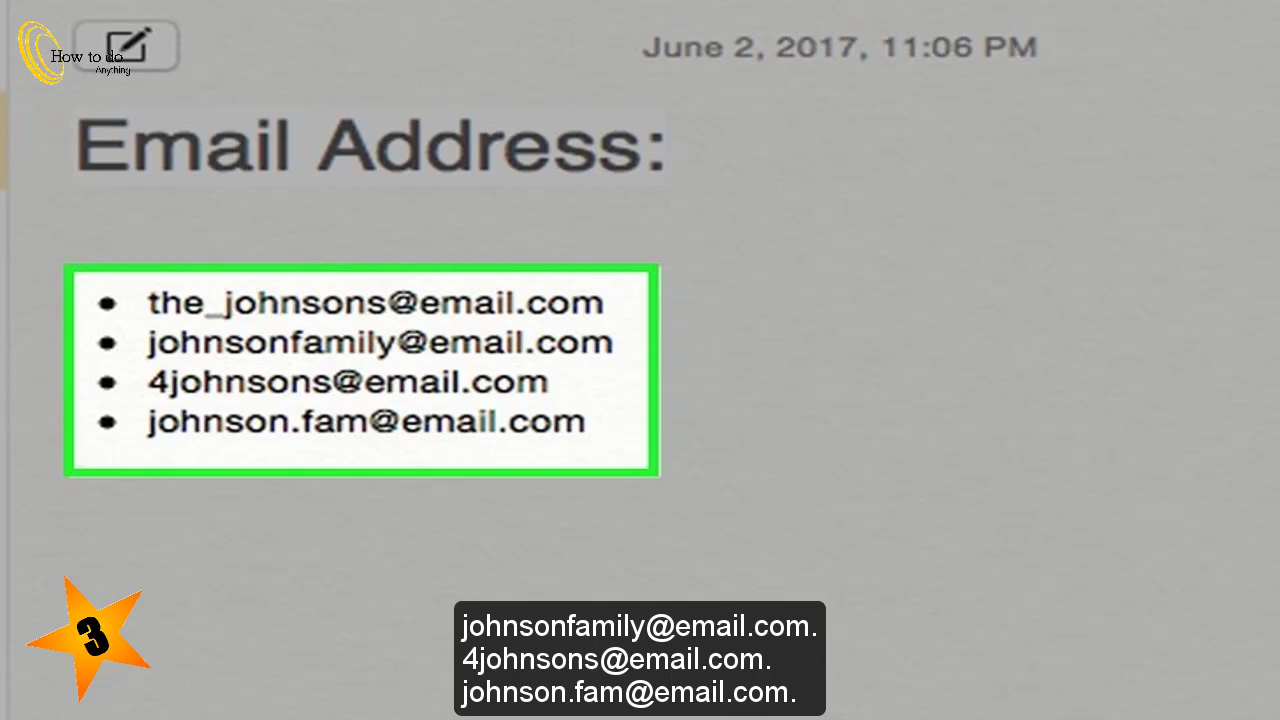 How to do
Anything
June 2, 2017, 11:06 PM
Email Address:
• the_johnsons@email.com
• johnsonfamily@email.com
• 4johnsons@email.com
• johnson.fam@email.com
3
johnsonfamily@email.com.
4johnsons@email.com.
johnson.fam@email.com.